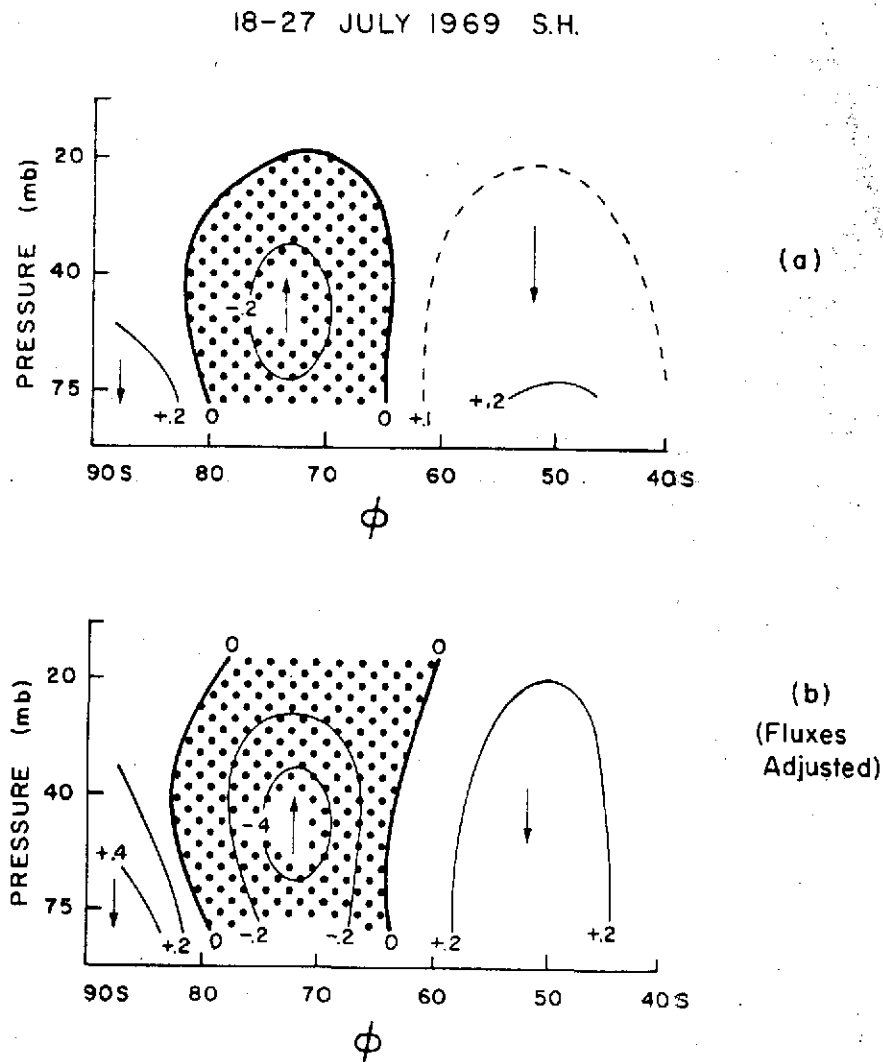 18-27 JULY 1969 S.H.
PRESSURE (mb)
20
40
75
-.2
+.2
0
0
+.1
+.2
90S 80 70 60 50 40S
ϕ
(a)
PRESSURE (mb)
20
40
75
0
0
-.4
+.4
+.2
0
-.2
-.2
0
+.2
+.2
90S 80 70 60 50 40S
ϕ
(b)
(Fluxes
Adjusted)